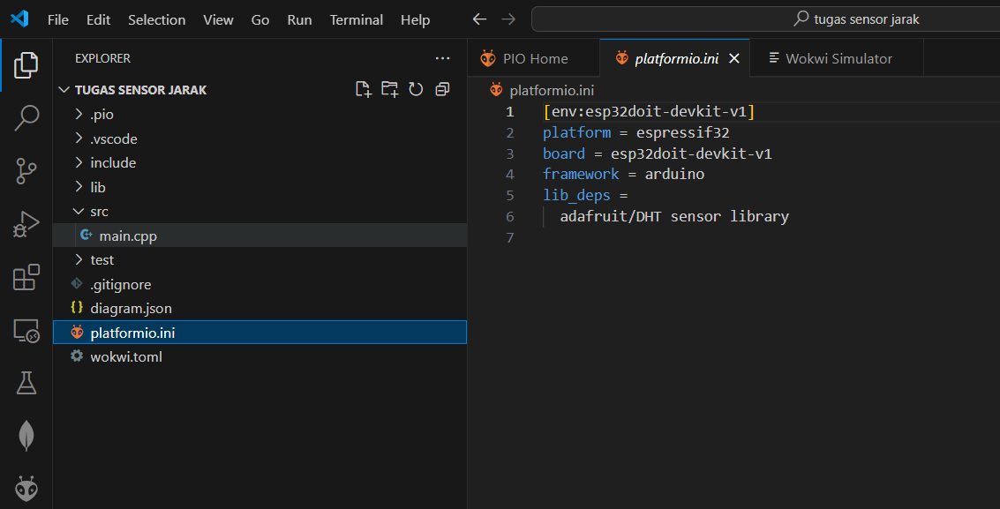 File Edit Selection View Go Run Terminal Help
tugas sensor jarak
EXPLORER
TUGAS SENSOR JARAK
.pio
.vscode
include
lib
src
main.cpp
test
.gitignore
diagram.json
platformio.ini
wokwi.toml
PIO Home
platformio.ini
Wokwi Simulator
platformio.ini
1 [env:esp32doit-devkit-v1]
2 platform = espressif32
3 board = esp32doit-devkit-v1
4 framework = arduino
5 lib_deps =
6 adafruit/DHT sensor library
7